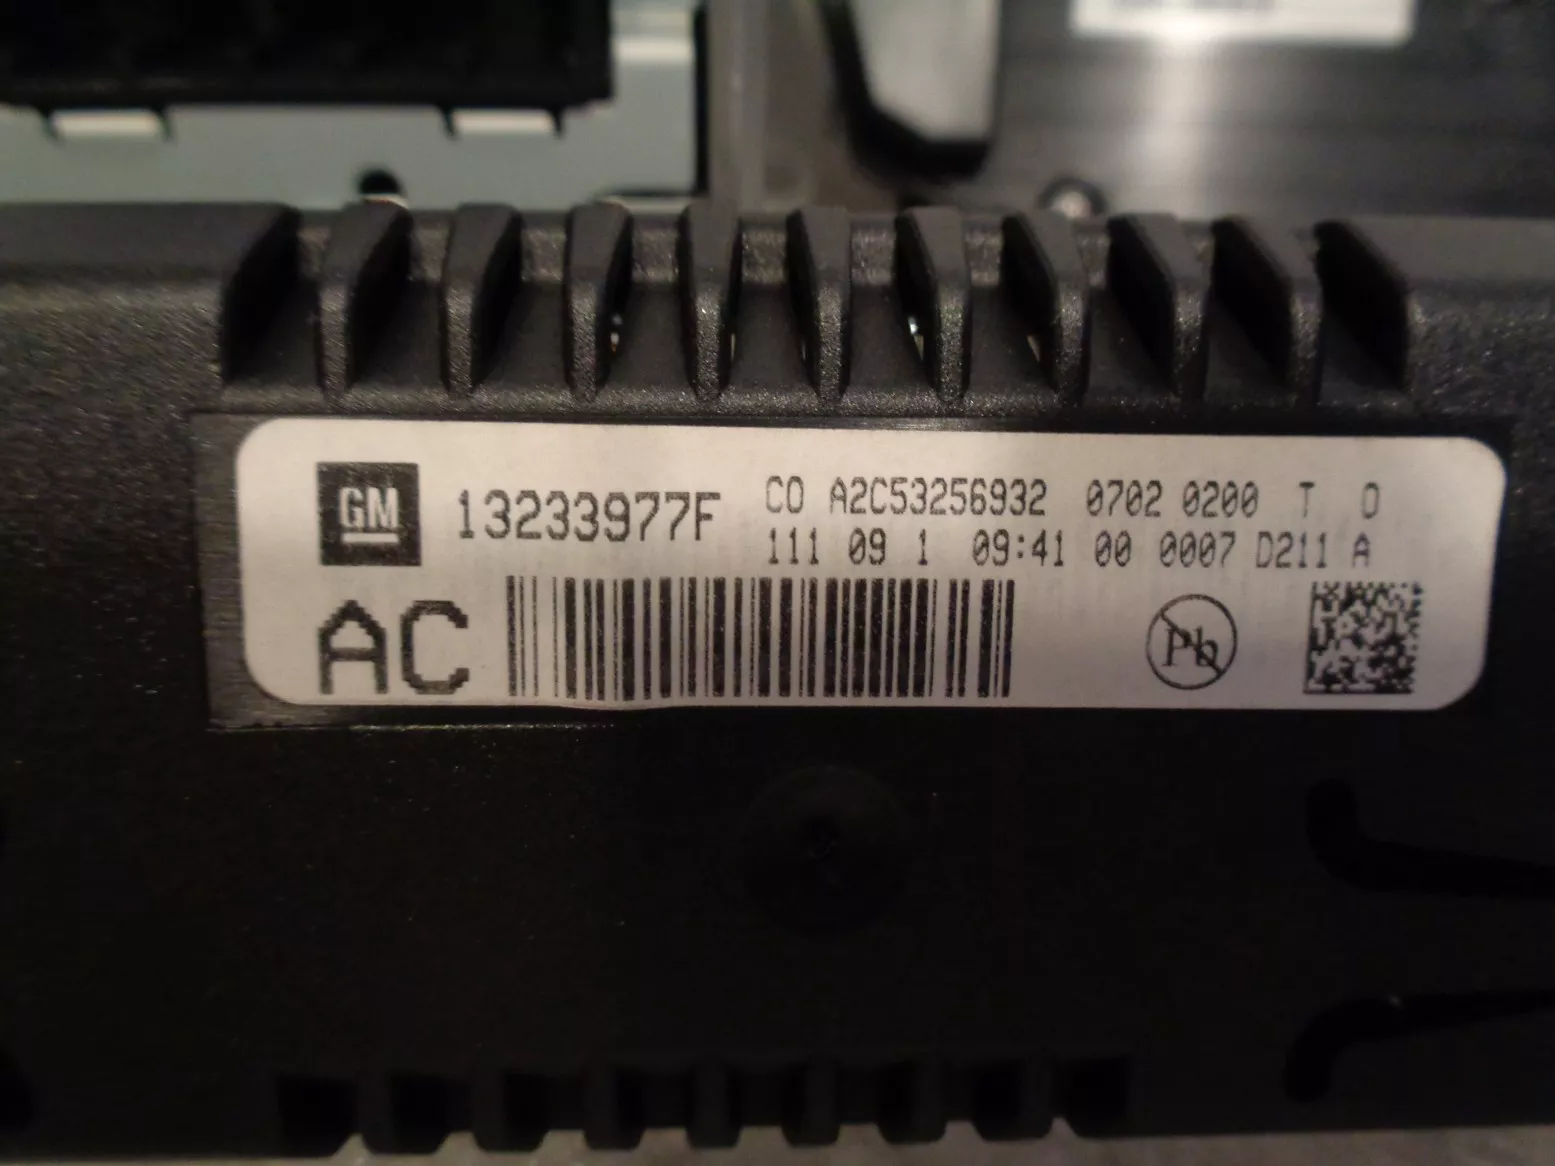 GM 13233977F CO A2C53256932 0702 0200 T 0
111 09 1 09:41 00 0007 D211 A
AC
Pb